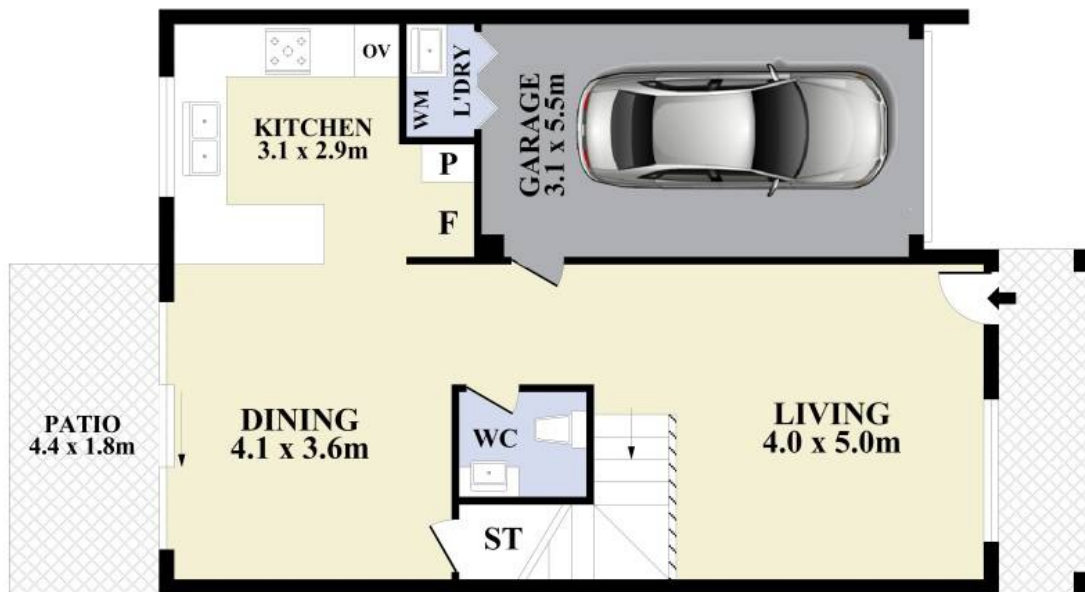 OV
WM
L'DRY
KITCHEN
3.1 x 2.9m
P
F
GARAGE
3.1 x 5.5m
PATIO
4.4 x 1.8m
DINING
4.1 x 3.6m
WC
ST
LIVING
4.0 x 5.0m